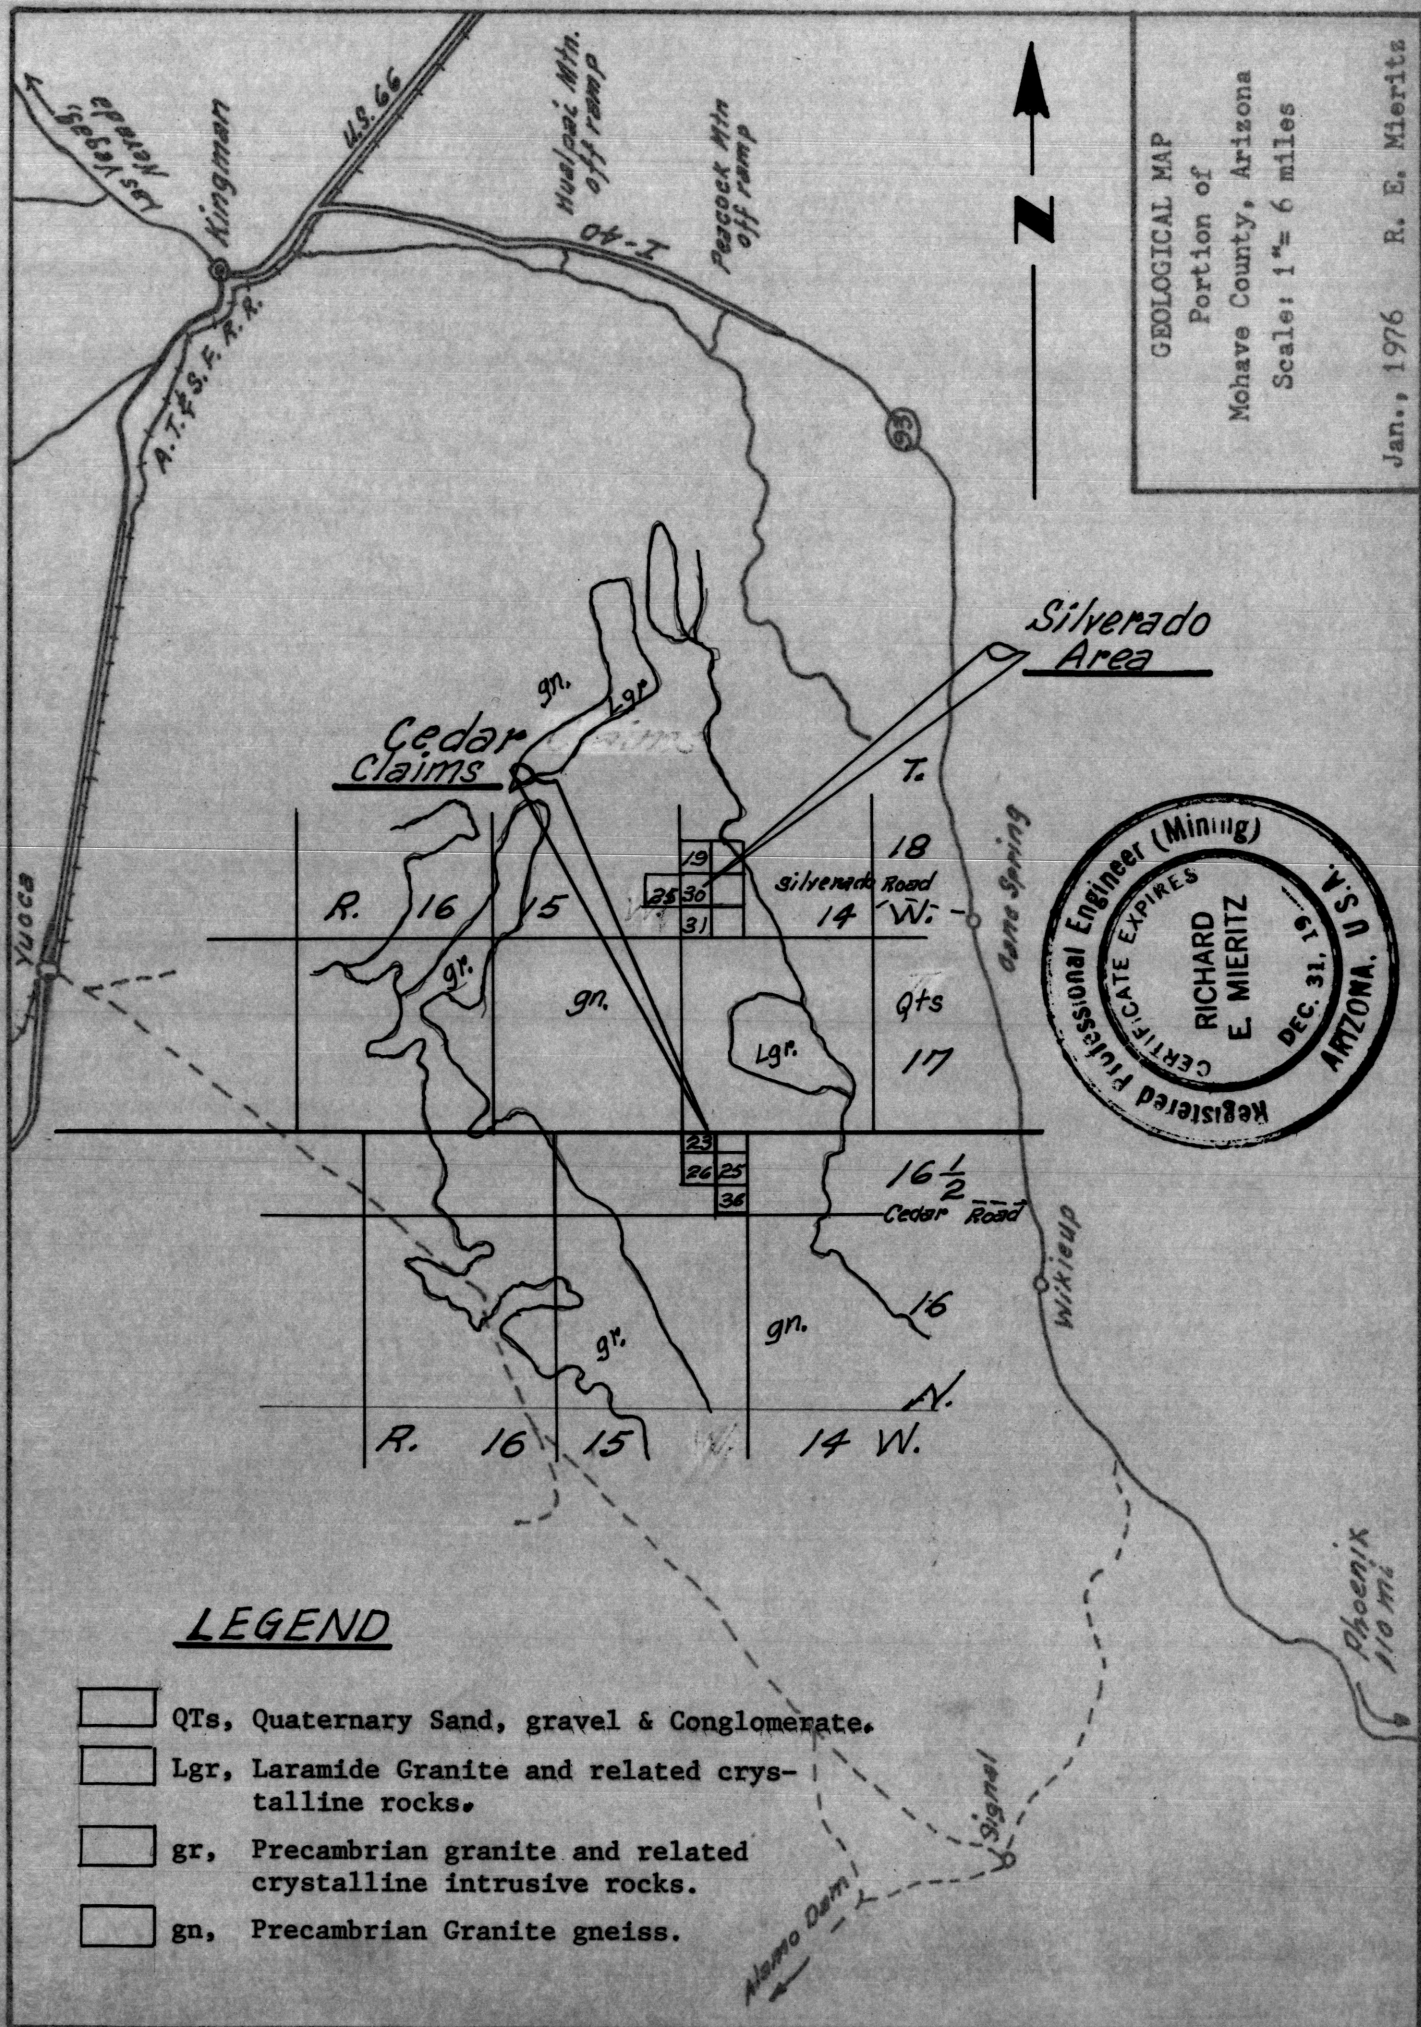 GEOLOGICAL MAP
Portion of
Mohave County, Arizona
Scale: 1"= 6 miles
Jan., 1976 R. E. Mieritz
Las Vegas,
Nevad
Kingman
U.S. 66
Hualpai Mtn.
off ramp
Peacock Mtn
off ramp
I-40
A.T.&S.F. R.R.
93
N
Silverado
Area
gn.
Lgr
Cedar
Claims
T.
18
19
25 30
31
Silverado Road
R. 16 15 14 W.
Cane Spring
Yucca
gr.
gn.
Qts
Lgr.
17
23
26 25
36
16 1/2
Cedar Road
Wikieup
16
gr.
gn.
N.
R. 16 15 14 W.
Registered Professional Engineer (Mining)
CERTIFICATE EXPIRES
RICHARD
E. MIERITZ
DEC. 31, 19
ARIZONA, U.S.A.
Phoenix
110 mi
Signal
Alamo Dam
LEGEND
QTs, Quaternary Sand, gravel & Conglomerate.
Lgr, Laramide Granite and related crys-
talline rocks.
gr, Precambrian granite and related
crystalline intrusive rocks.
gn, Precambrian Granite gneiss.